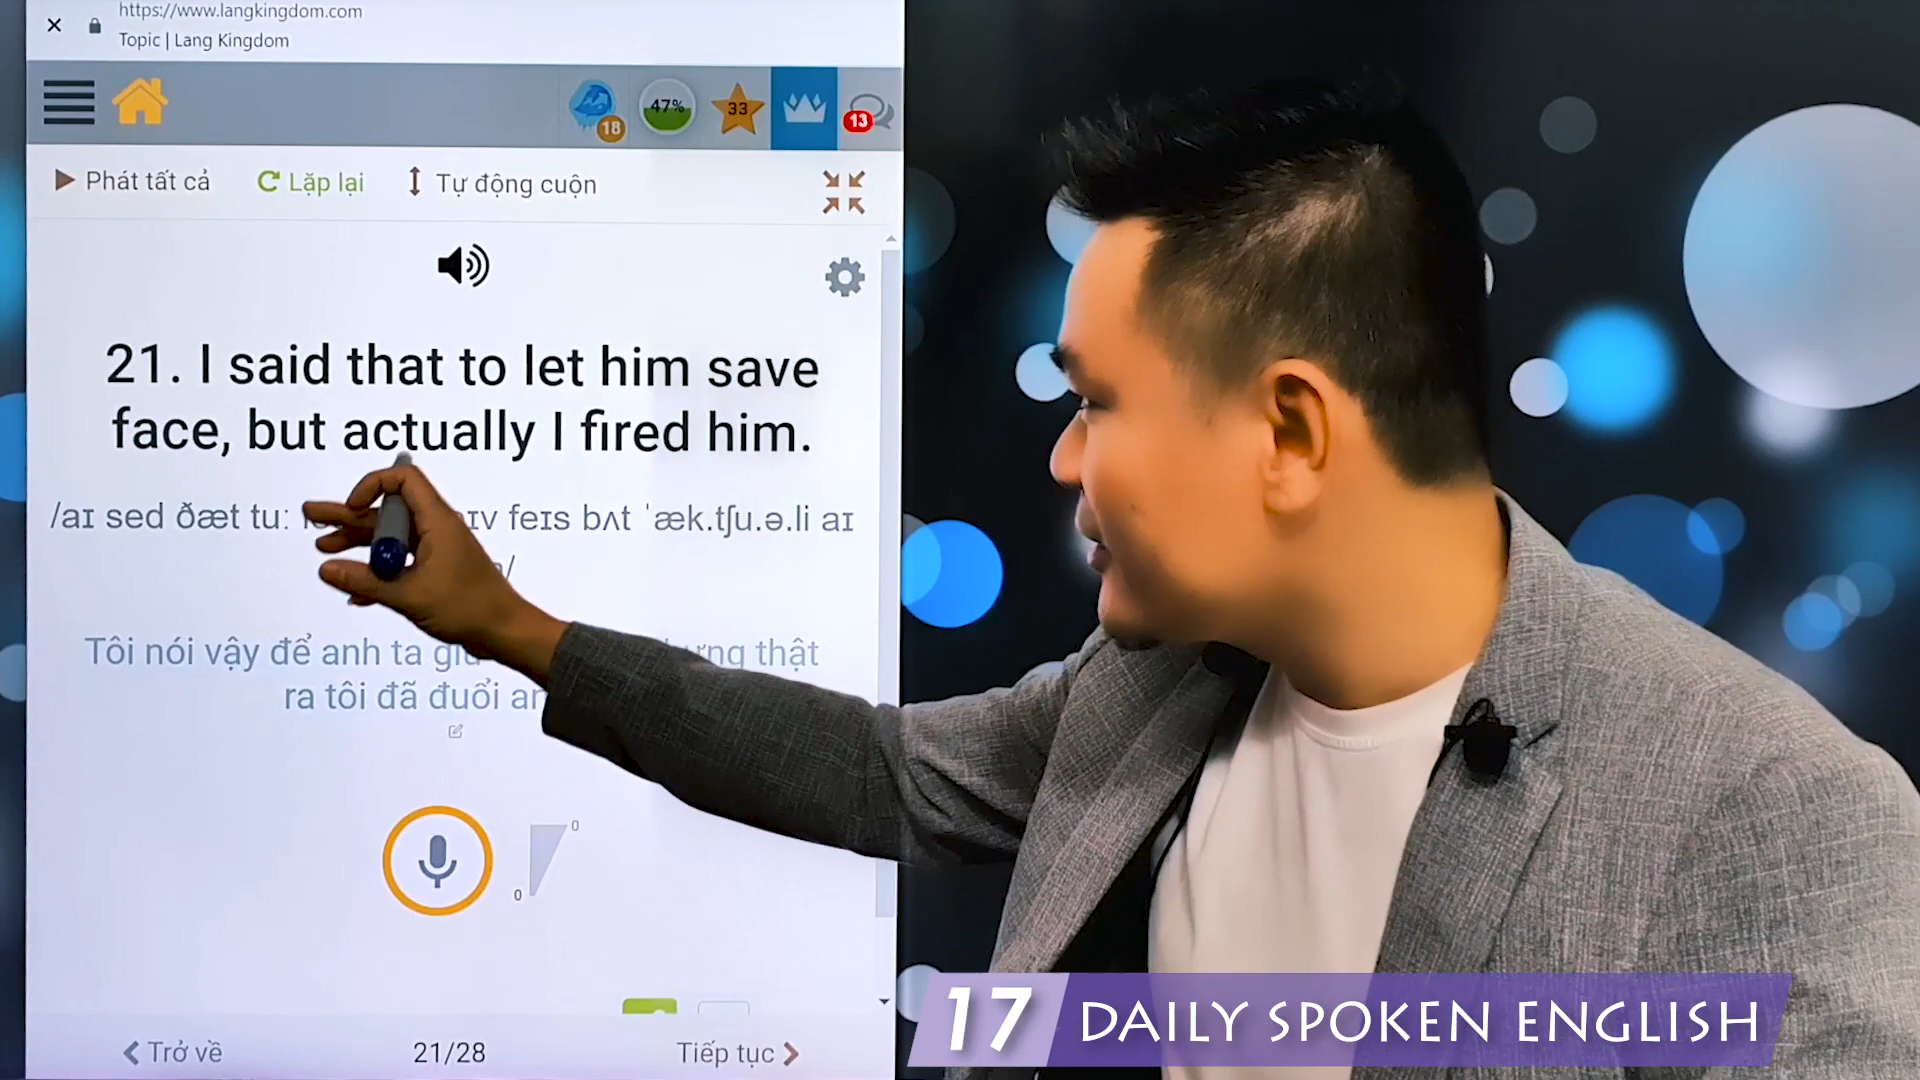 https://www.langkingdom.com
Topic | Lang Kingdom
18
47%
33
13
Phát tất cả
Lặp lại
Tự động cuộn
21. I said that to let him save
face, but actually I fired him.
/aɪ sed ðæt tuː feɪs bʌt ˈæk.tʃu.ə.li aɪ
Tôi nói vậy để anh ta thật
ra tôi đã đuổi
0
0
Trở về
21/28
Tiếp tục
17 DAILY SPOKEN ENGLISH